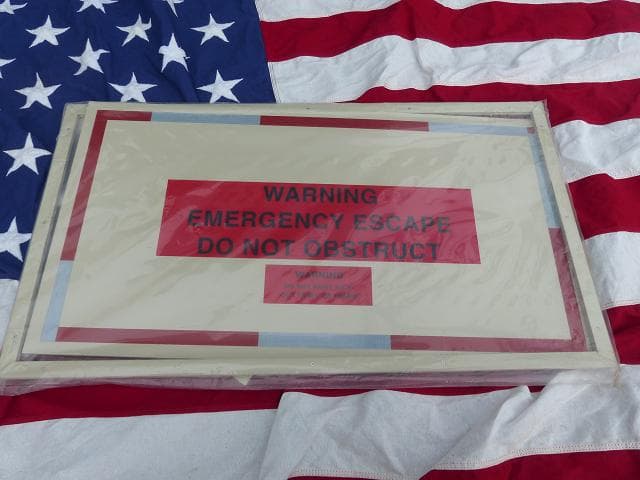 WARNING
EMERGENCY ESCAPE
DO NOT OBSTRUCT
WARNING